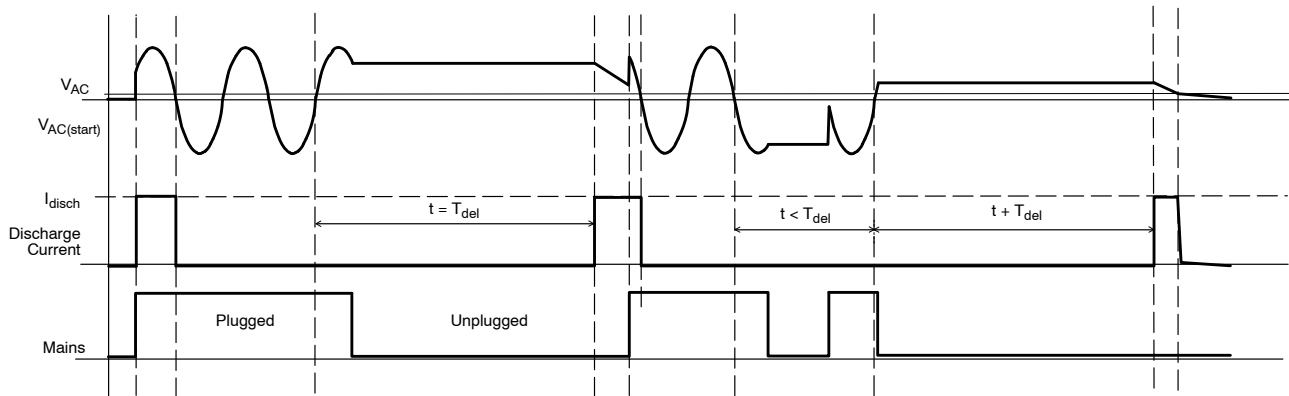 V_AC
V_AC(start)
I_disch
t = T_del
t < T_del
t + T_del
Discharge
Current
Plugged
Unplugged
Mains